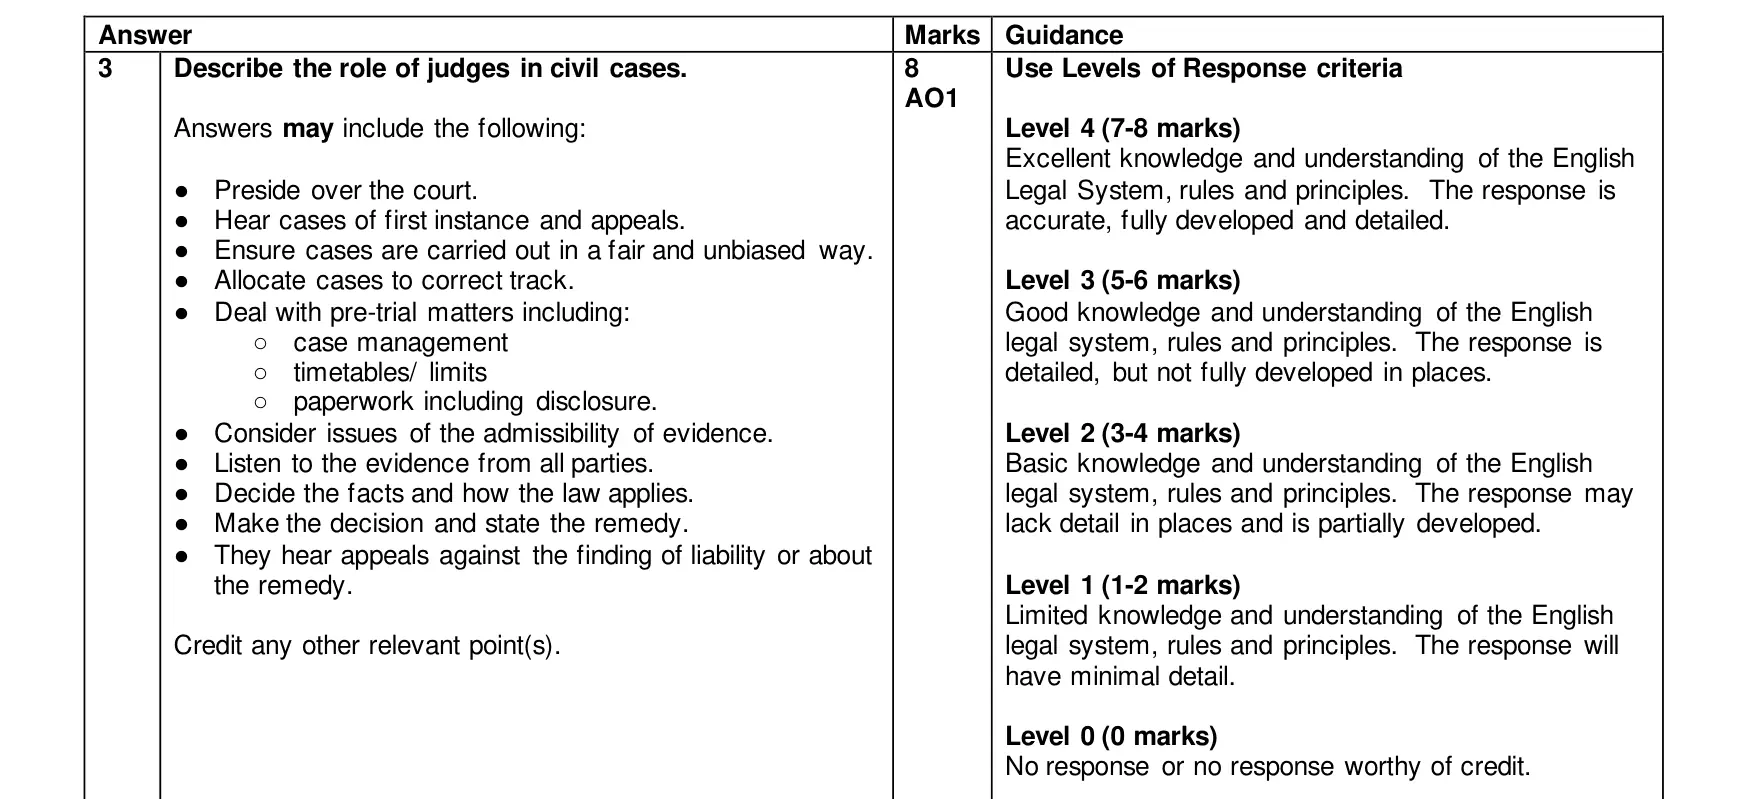 Answer
Marks
Guidance
3
Describe the role of judges in civil cases.
Answers may include the following:
● Preside over the court.
● Hear cases of first instance and appeals.
● Ensure cases are carried out in a fair and unbiased way.
● Allocate cases to correct track.
● Deal with pre-trial matters including:
○ case management
○ timetables/ limits
○ paperwork including disclosure.
● Consider issues of the admissibility of evidence.
● Listen to the evidence from all parties.
● Decide the facts and how the law applies.
● Make the decision and state the remedy.
● They hear appeals against the finding of liability or about
the remedy.
Credit any other relevant point(s).
8
AO1
Use Levels of Response criteria
Level 4 (7-8 marks)
Excellent knowledge and understanding of the English
Legal System, rules and principles. The response is
accurate, fully developed and detailed.
Level 3 (5-6 marks)
Good knowledge and understanding of the English
legal system, rules and principles. The response is
detailed, but not fully developed in places.
Level 2 (3-4 marks)
Basic knowledge and understanding of the English
legal system, rules and principles. The response may
lack detail in places and is partially developed.
Level 1 (1-2 marks)
Limited knowledge and understanding of the English
legal system, rules and principles. The response will
have minimal detail.
Level 0 (0 marks)
No response or no response worthy of credit.